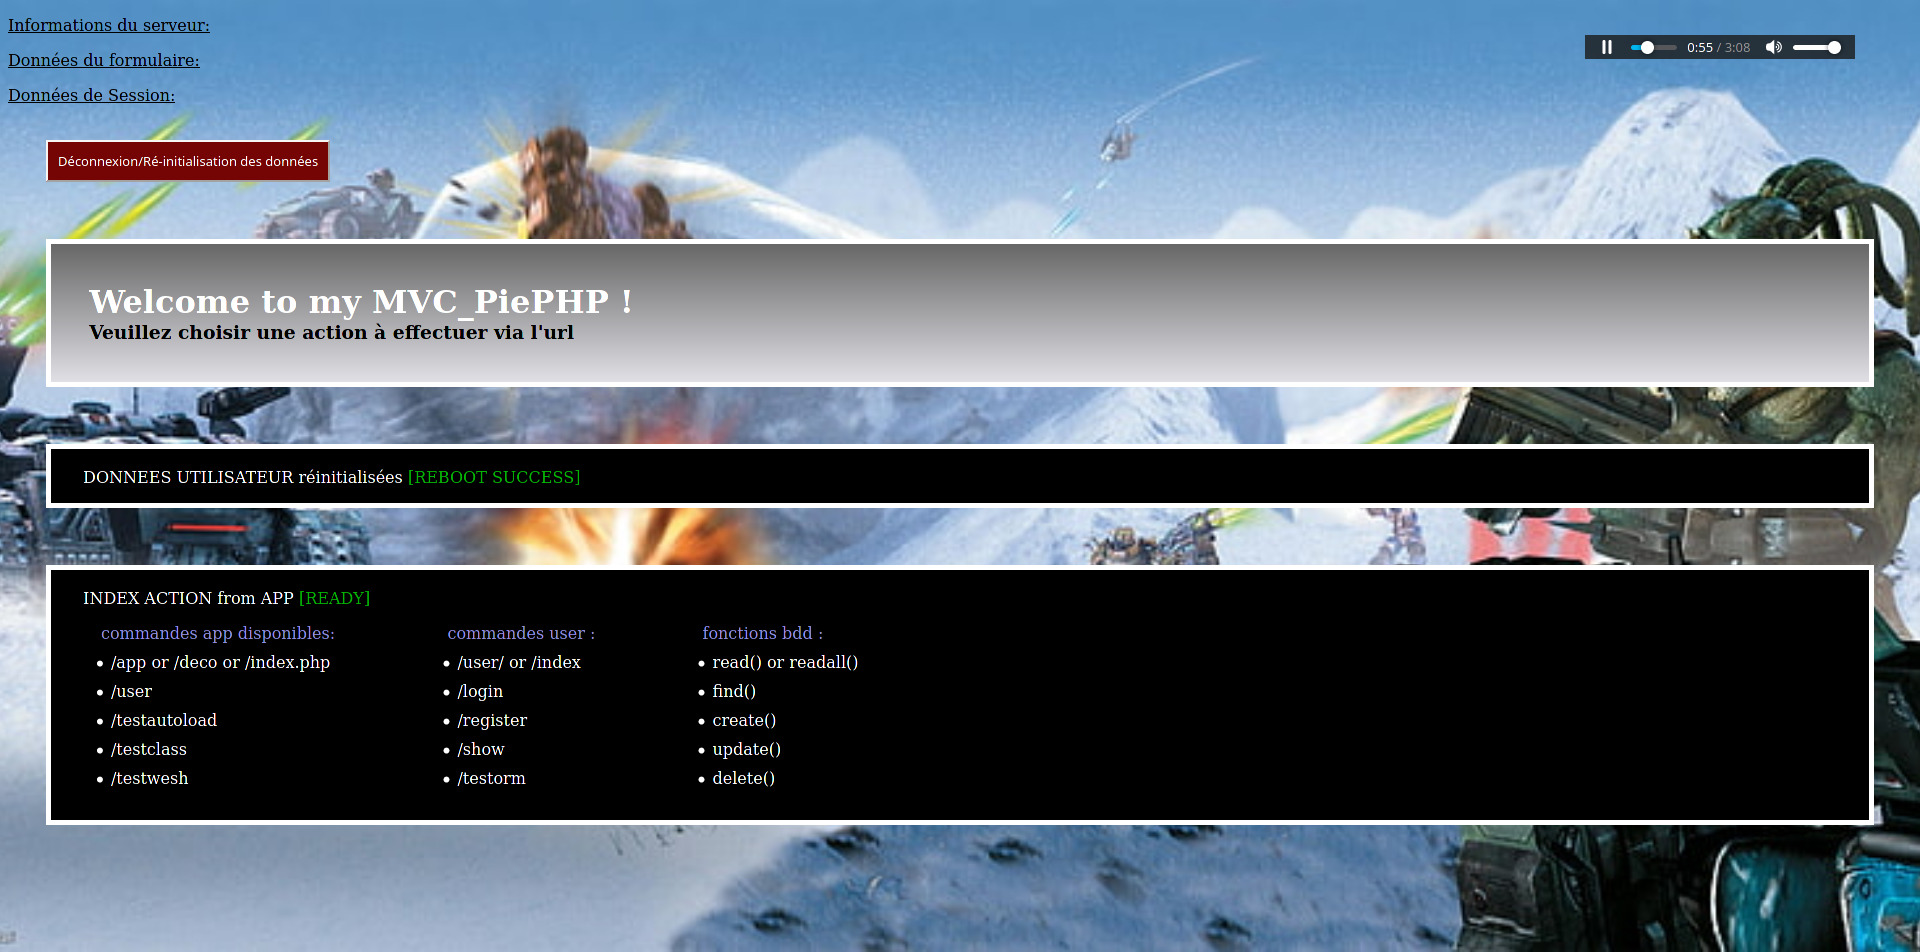 Informations du serveur:
Données du formulaire:
Données de Session:
0:55 / 3:08
Déconnexion/Ré-initialisation des données
Welcome to my MVC_PiePHP !
Veuillez choisir une action à effectuer via l'url
DONNEES UTILISATEUR réinitialisées [REBOOT SUCCESS]
INDEX ACTION from APP [READY]
commandes app disponibles:
/app or /deco or /index.php
/user
/testautoload
/testclass
/testwesh
commandes user :
/user/ or /index
/login
/register
/show
/testorm
fonctions bdd :
read() or readall()
find()
create()
update()
delete()